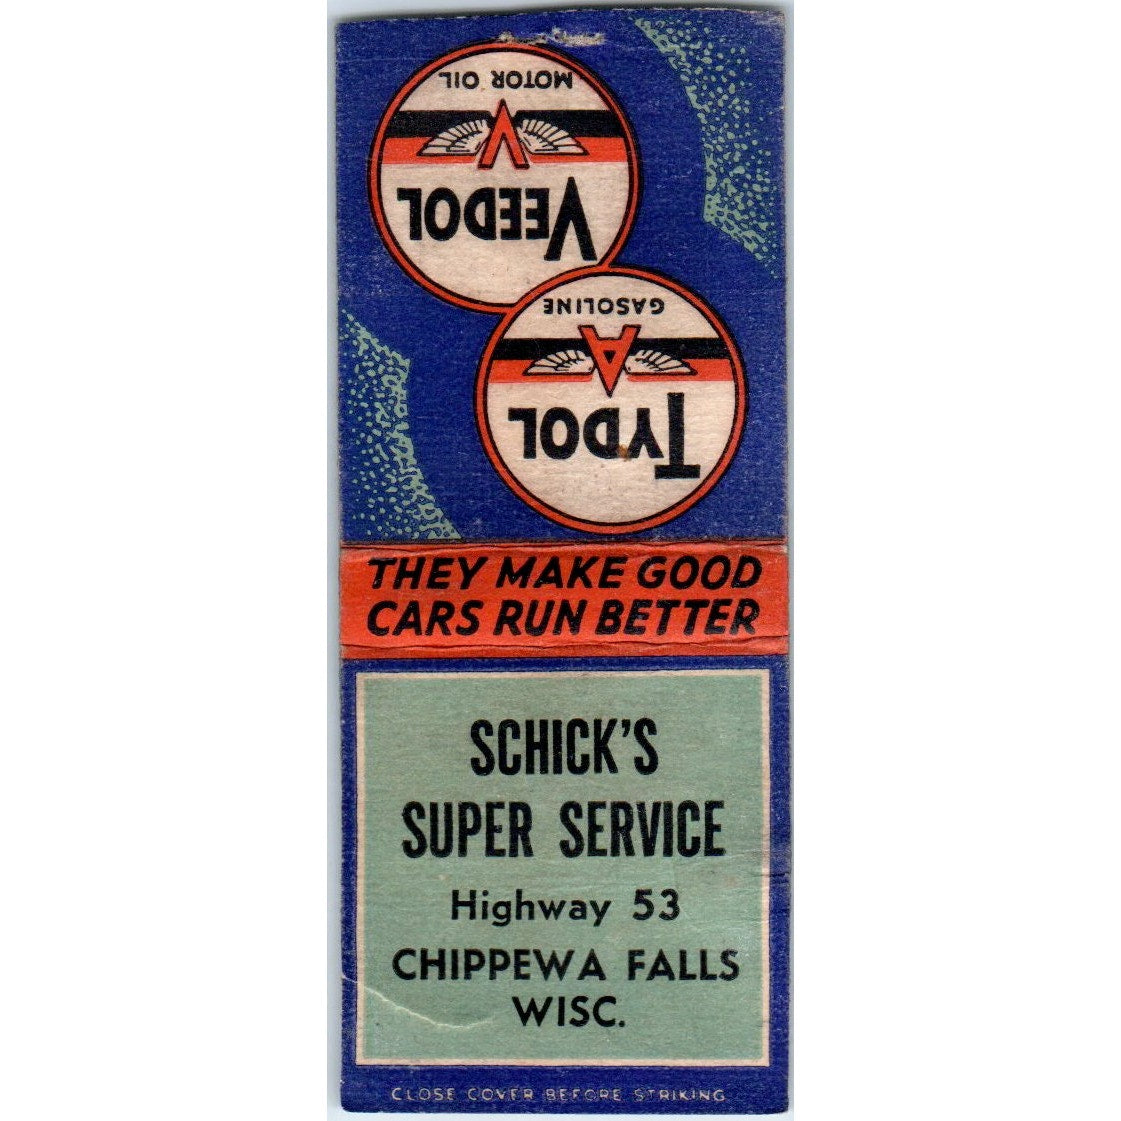 MOTOR OIL
V
VEEDOL
GASOLINE
A
TYDOL
THEY MAKE GOOD
CARS RUN BETTER
SCHICK'S
SUPER SERVICE
Highway 53
CHIPPEWA FALLS
WISC.
CLOSE COVER BEFORE STRIKING